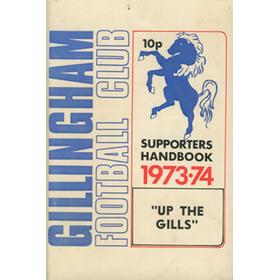 GILLINGHAM
FOOTBALL CLUB
10p
SUPPORTERS
HANDBOOK
1973-74
"UP THE
GILLS"